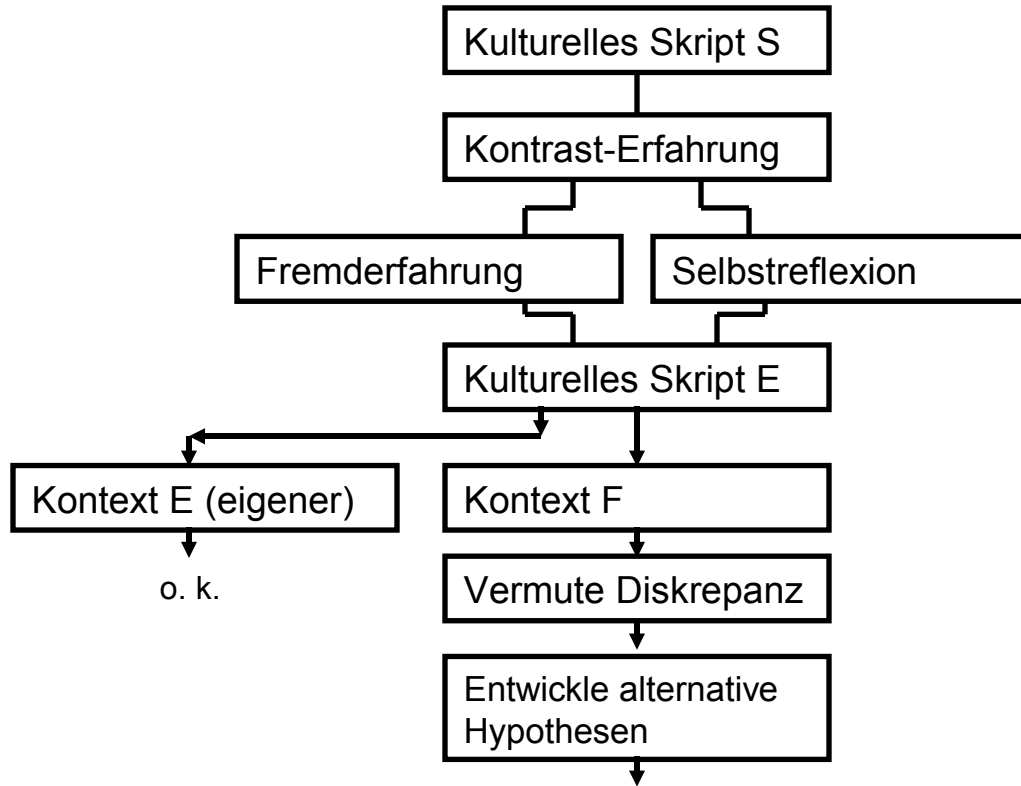 Kulturelles Skript S
Kontrast-Erfahrung
Fremderfahrung
Selbstreflexion
Kulturelles Skript E
Kontext E (eigener)
Kontext F
o. k.
Vermute Diskrepanz
Entwickle alternative
Hypothesen